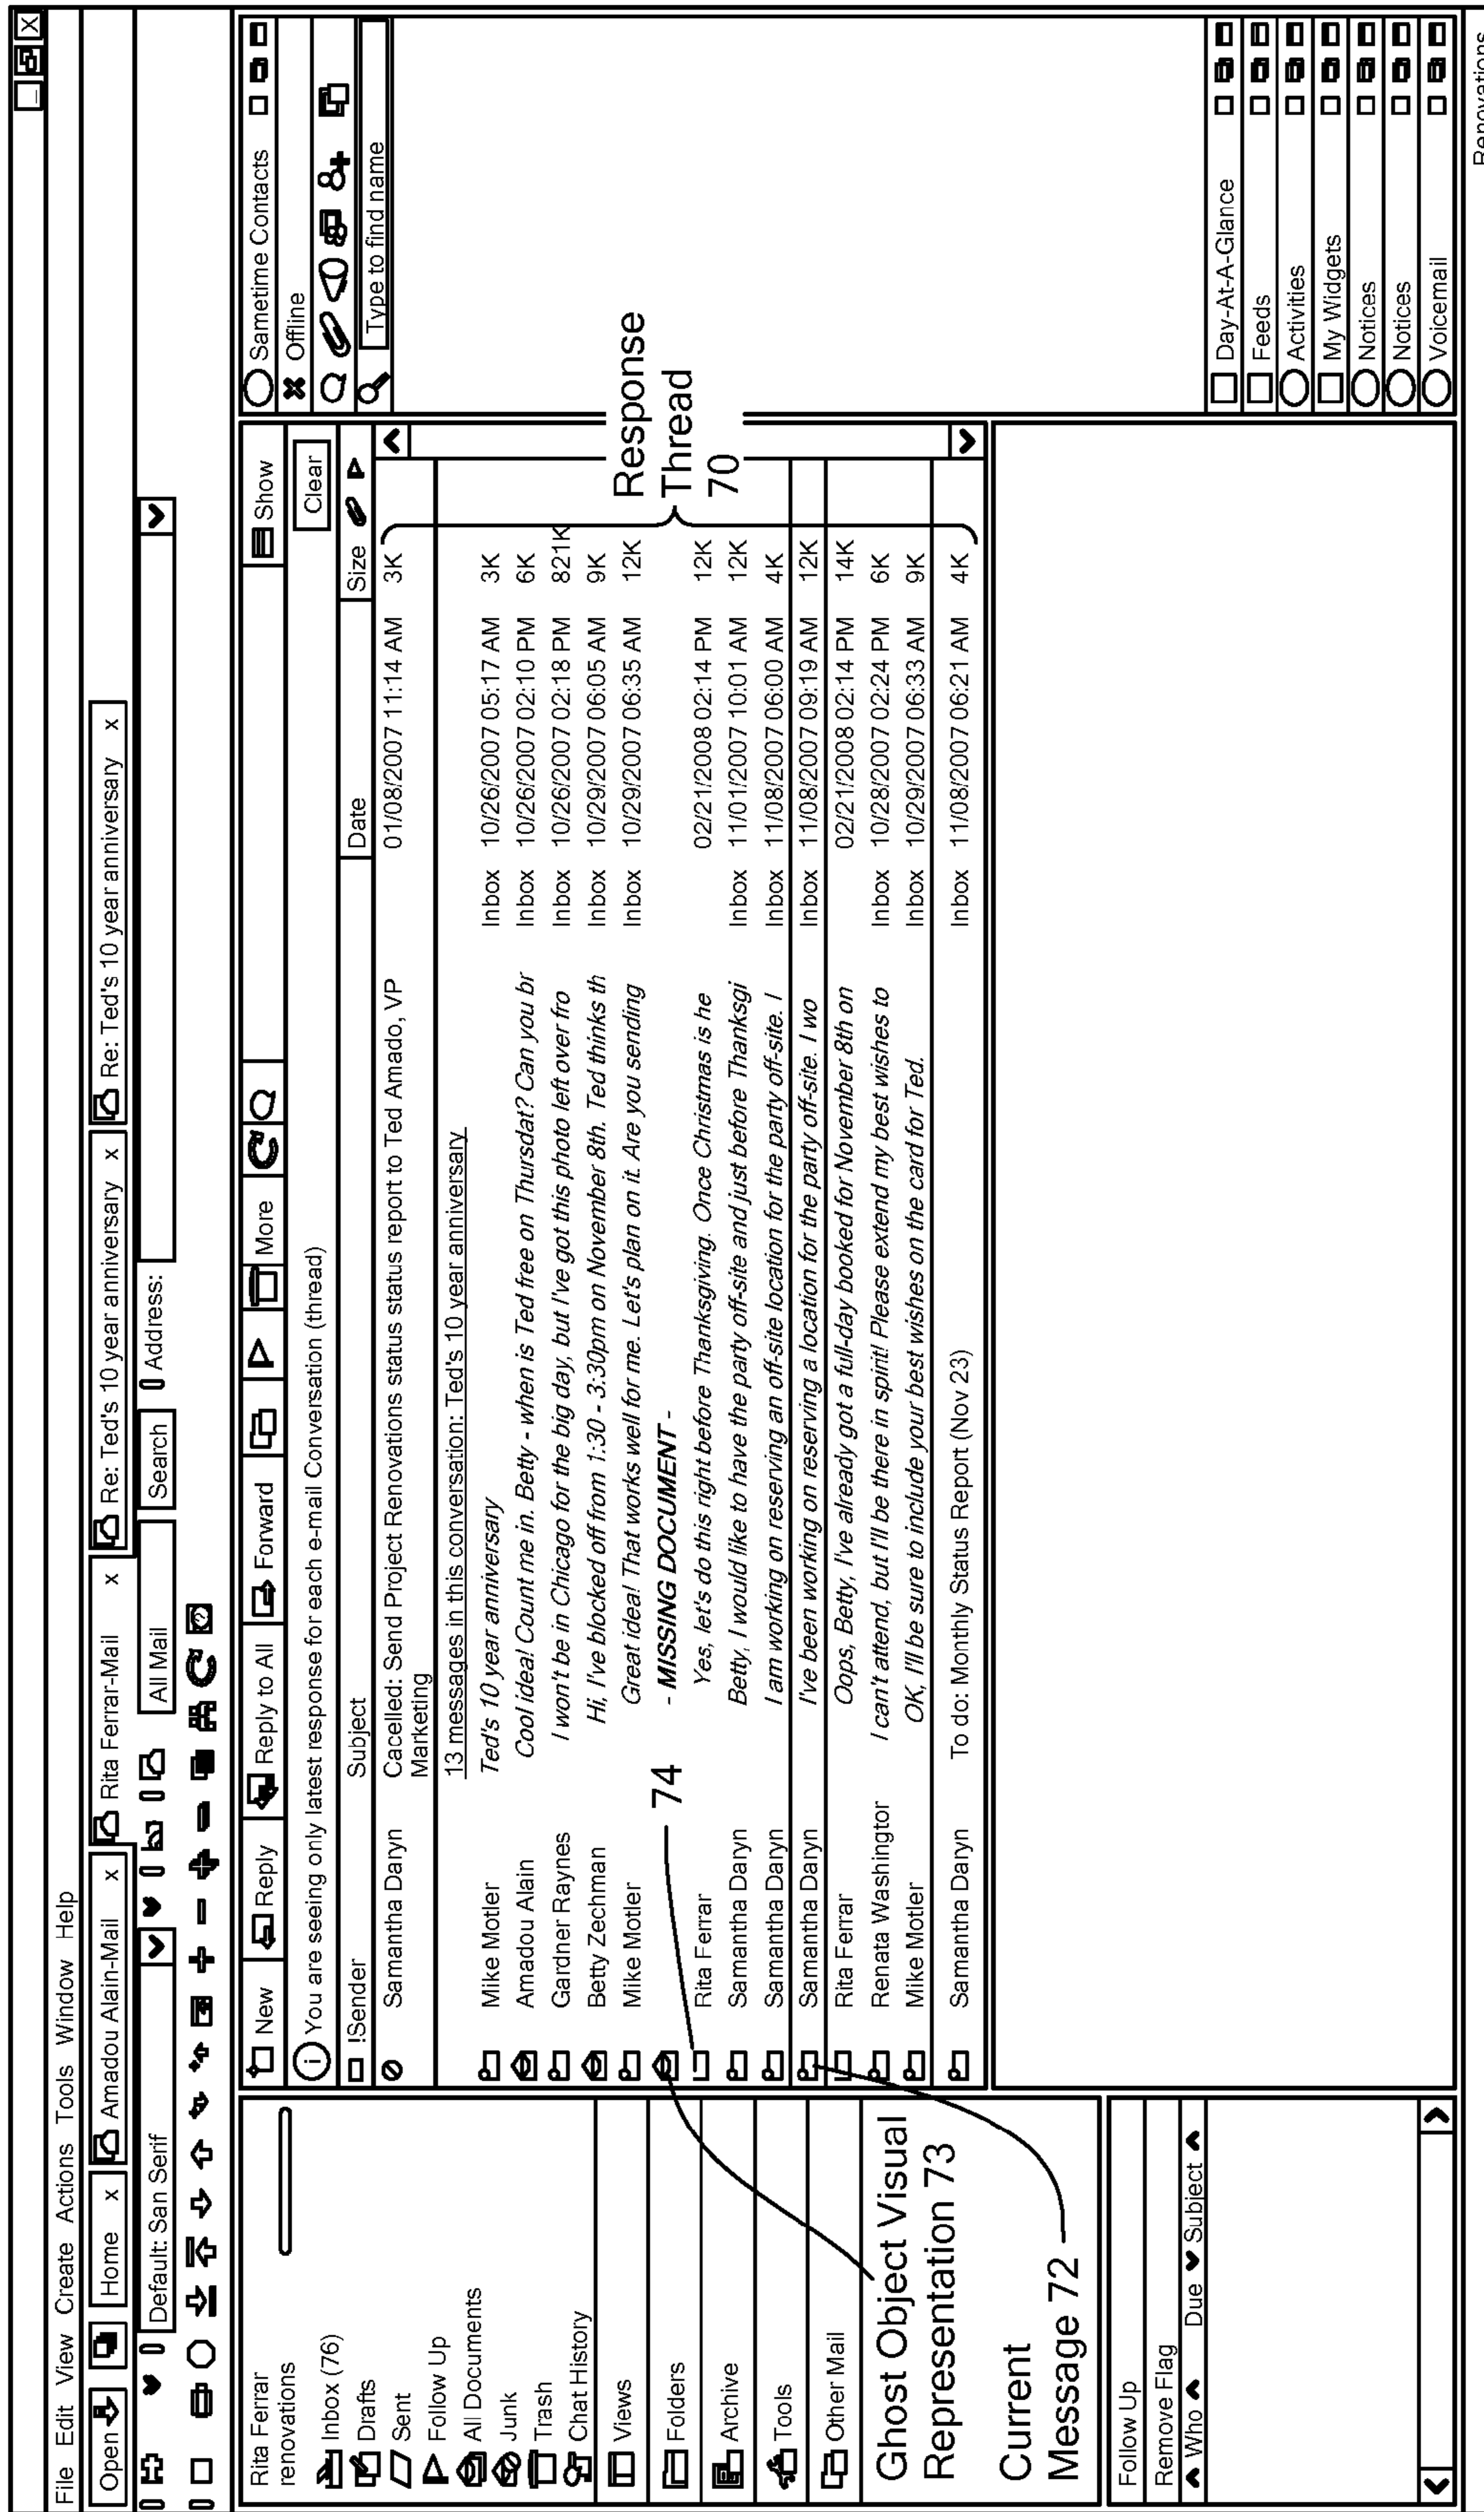 File Edit View Create Actions Tools Window Help
Open Home x Amadou Alain-Mail x Rita Ferrar-Mail x Re: Ted's 10 year anniversary x Re: Ted's 10 year anniversary x
Default: San Serif All Mail Search Address:
Rita Ferrar
renovations
Inbox (76)
Drafts
Sent
Follow Up
All Documents
Junk
Trash
Chat History
Views
Folders
Archive
Tools
Other Mail
Ghost Object Visual
Representation 73
Current
Message 72
Follow Up
Remove Flag
Who Due Subject
New Reply Reply to All Forward More Show
i You are seeing only latest response for each e-mail Conversation (thread) Clear
!Sender Subject Date Size
Samantha Daryn Cacelled: Send Project Renovations status status report to Ted Amado, VP 01/08/2007 11:14 AM 3K
Marketing
13 messages in this conversation: Ted's 10 year anniversary
Mike Motler Ted's 10 year anniversary Inbox 10/26/2007 05:17 AM 3K
Amadou Alain Cool idea! Count me in. Betty - when is Ted free on Thursdat? Can you br Inbox 10/26/2007 02:10 PM 6K
Gardner Raynes I won't be in Chicago for the big day, but I've got this photo left over fro Inbox 10/26/2007 02:18 PM 821K
Betty Zechman Hi, I've blocked off from 1:30 - 3:30pm on November 8th. Ted thinks th Inbox 10/29/2007 06:05 AM 9K
Mike Motler Great idea! That works well for me. Let's plan on it. Are you sending Inbox 10/29/2007 06:35 AM 12K
74 - MISSING DOCUMENT -
Rita Ferrar Yes, let's do this right before Thanksgiving. Once Christmas is he 02/21/2008 02:14 PM 12K
Samantha Daryn Betty, I would like to have the party off-site and just before Thanksgi Inbox 11/01/2007 10:01 AM 12K
Samantha Daryn I am working on reserving an off-site location for the party off-site. I Inbox 11/08/2007 06:00 AM 4K
Samantha Daryn I've been working on reserving a location for the party off-site. I wo Inbox 11/08/2007 09:19 AM 12K
Rita Ferrar Oops, Betty, I've already got a full-day booked for November 8th on 02/21/2008 02:14 PM 14K
Renata Washingtor I can't attend, but I'll be there in spirit! Please extend my best wishes to Inbox 10/28/2007 02:24 PM 6K
Mike Motler OK, I'll be sure to include your best wishes on the card for Ted. Inbox 10/29/2007 06:33 AM 9K
Samantha Daryn To do: Monthly Status Report (Nov 23) Inbox 11/08/2007 06:21 AM 4K
Response
Thread
70
Sametime Contacts
Offline
Type to find name
Day-At-A-Glance
Feeds
Activities
My Widgets
Notices
Notices
Voicemail
Renovations